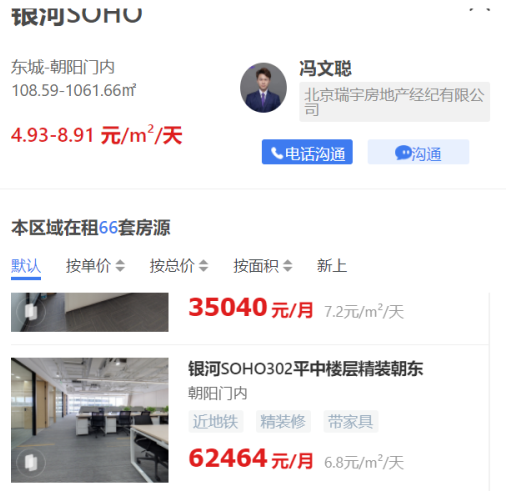 银河SOHO
东城-朝阳门内
108.59-1061.66㎡
4.93-8.91 元/m²/天
冯文聪
北京瑞宇房地产经纪有限公
司
电话沟通
沟通
本区域在租66套房源
默认
按单价
按总价
按面积
新上
35040 元/月 7.2元/m²/天
银河SOHO302平中楼层精装朝东
朝阳门内
近地铁 精装修 带家具
62464 元/月 6.8元/m²/天